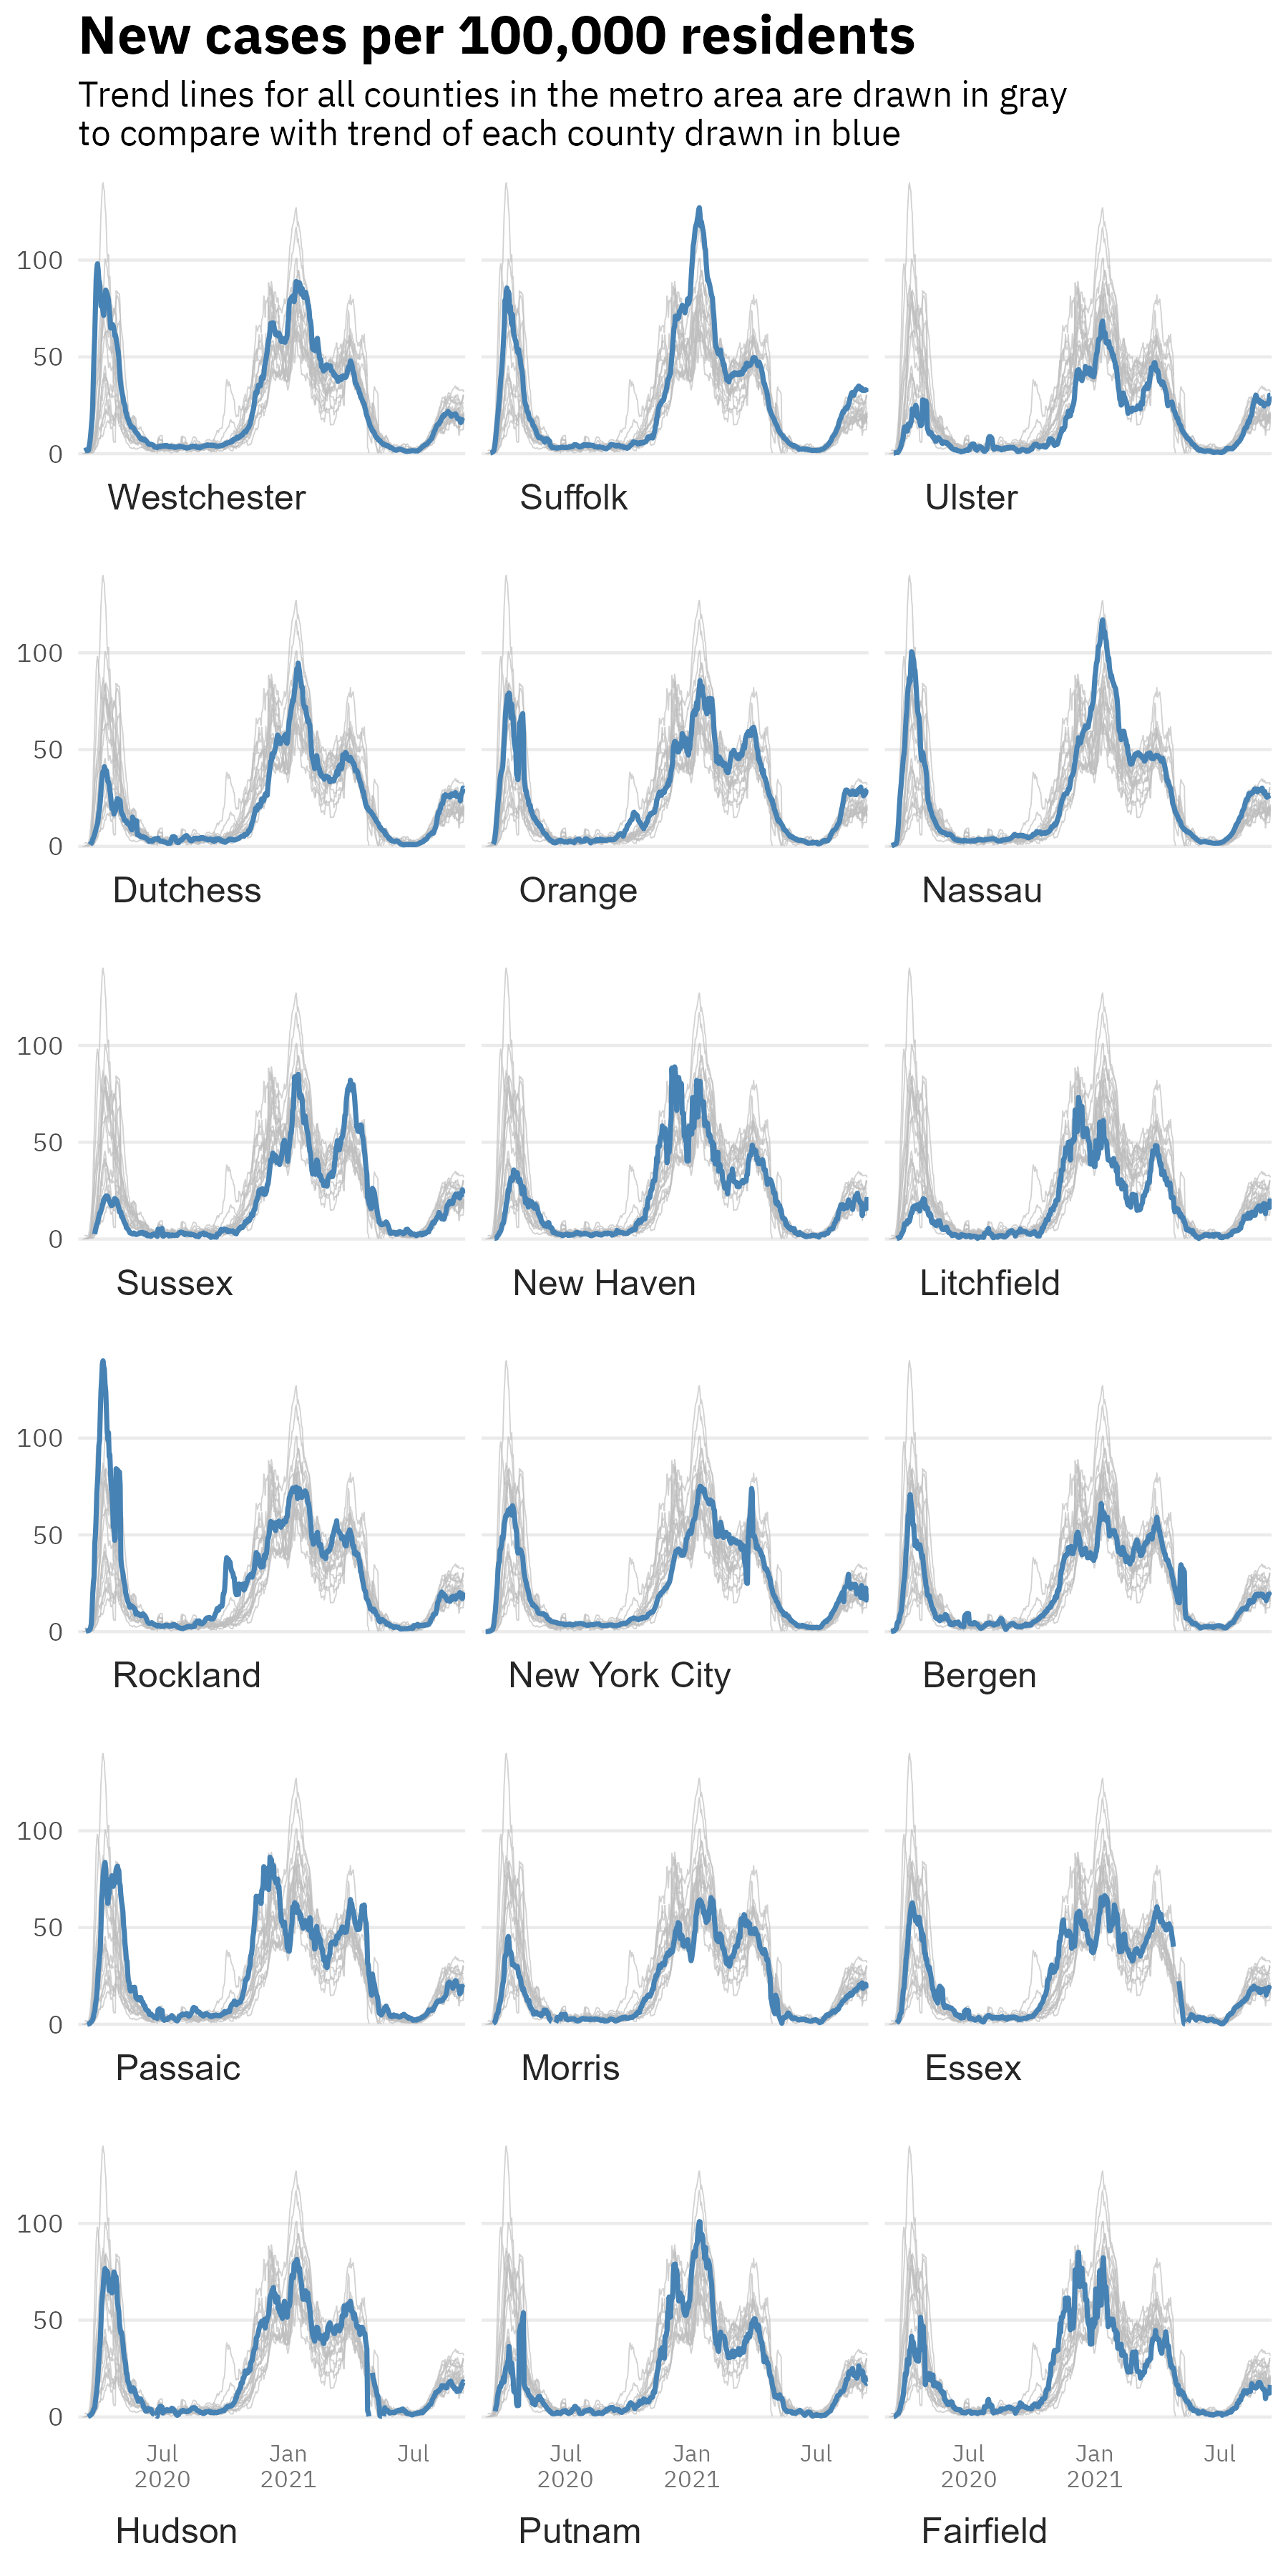 New cases per 100,000 residents
Trend lines for all counties in the metro area are drawn in gray
to compare with trend of each county drawn in blue
100
50
0
Westchester Suffolk Ulster
100
50
0
Dutchess Orange Nassau
100
50
0
Sussex New Haven Litchfield
100
50
0
Rockland New York City Bergen
100
50
0
Passaic Morris Essex
100
50
0
Jul Jan Jul Jul Jan Jul Jul Jan Jul
2020 2021 2020 2021 2020 2021
Hudson Putnam Fairfield